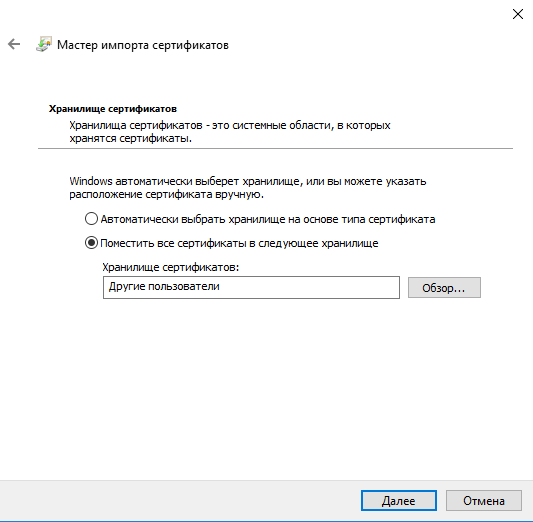 Мастер импорта сертификатов
Хранилище сертификатов
Хранилища сертификатов - это системные области, в которых
хранятся сертификаты.
Windows автоматически выберет хранилище, или вы можете указать
расположение сертификата вручную.
Автоматически выбрать хранилище на основе типа сертификата
Поместить все сертификаты в следующее хранилище
Хранилище сертификатов:
Другие пользователи
Обзор...
Далее
Отмена